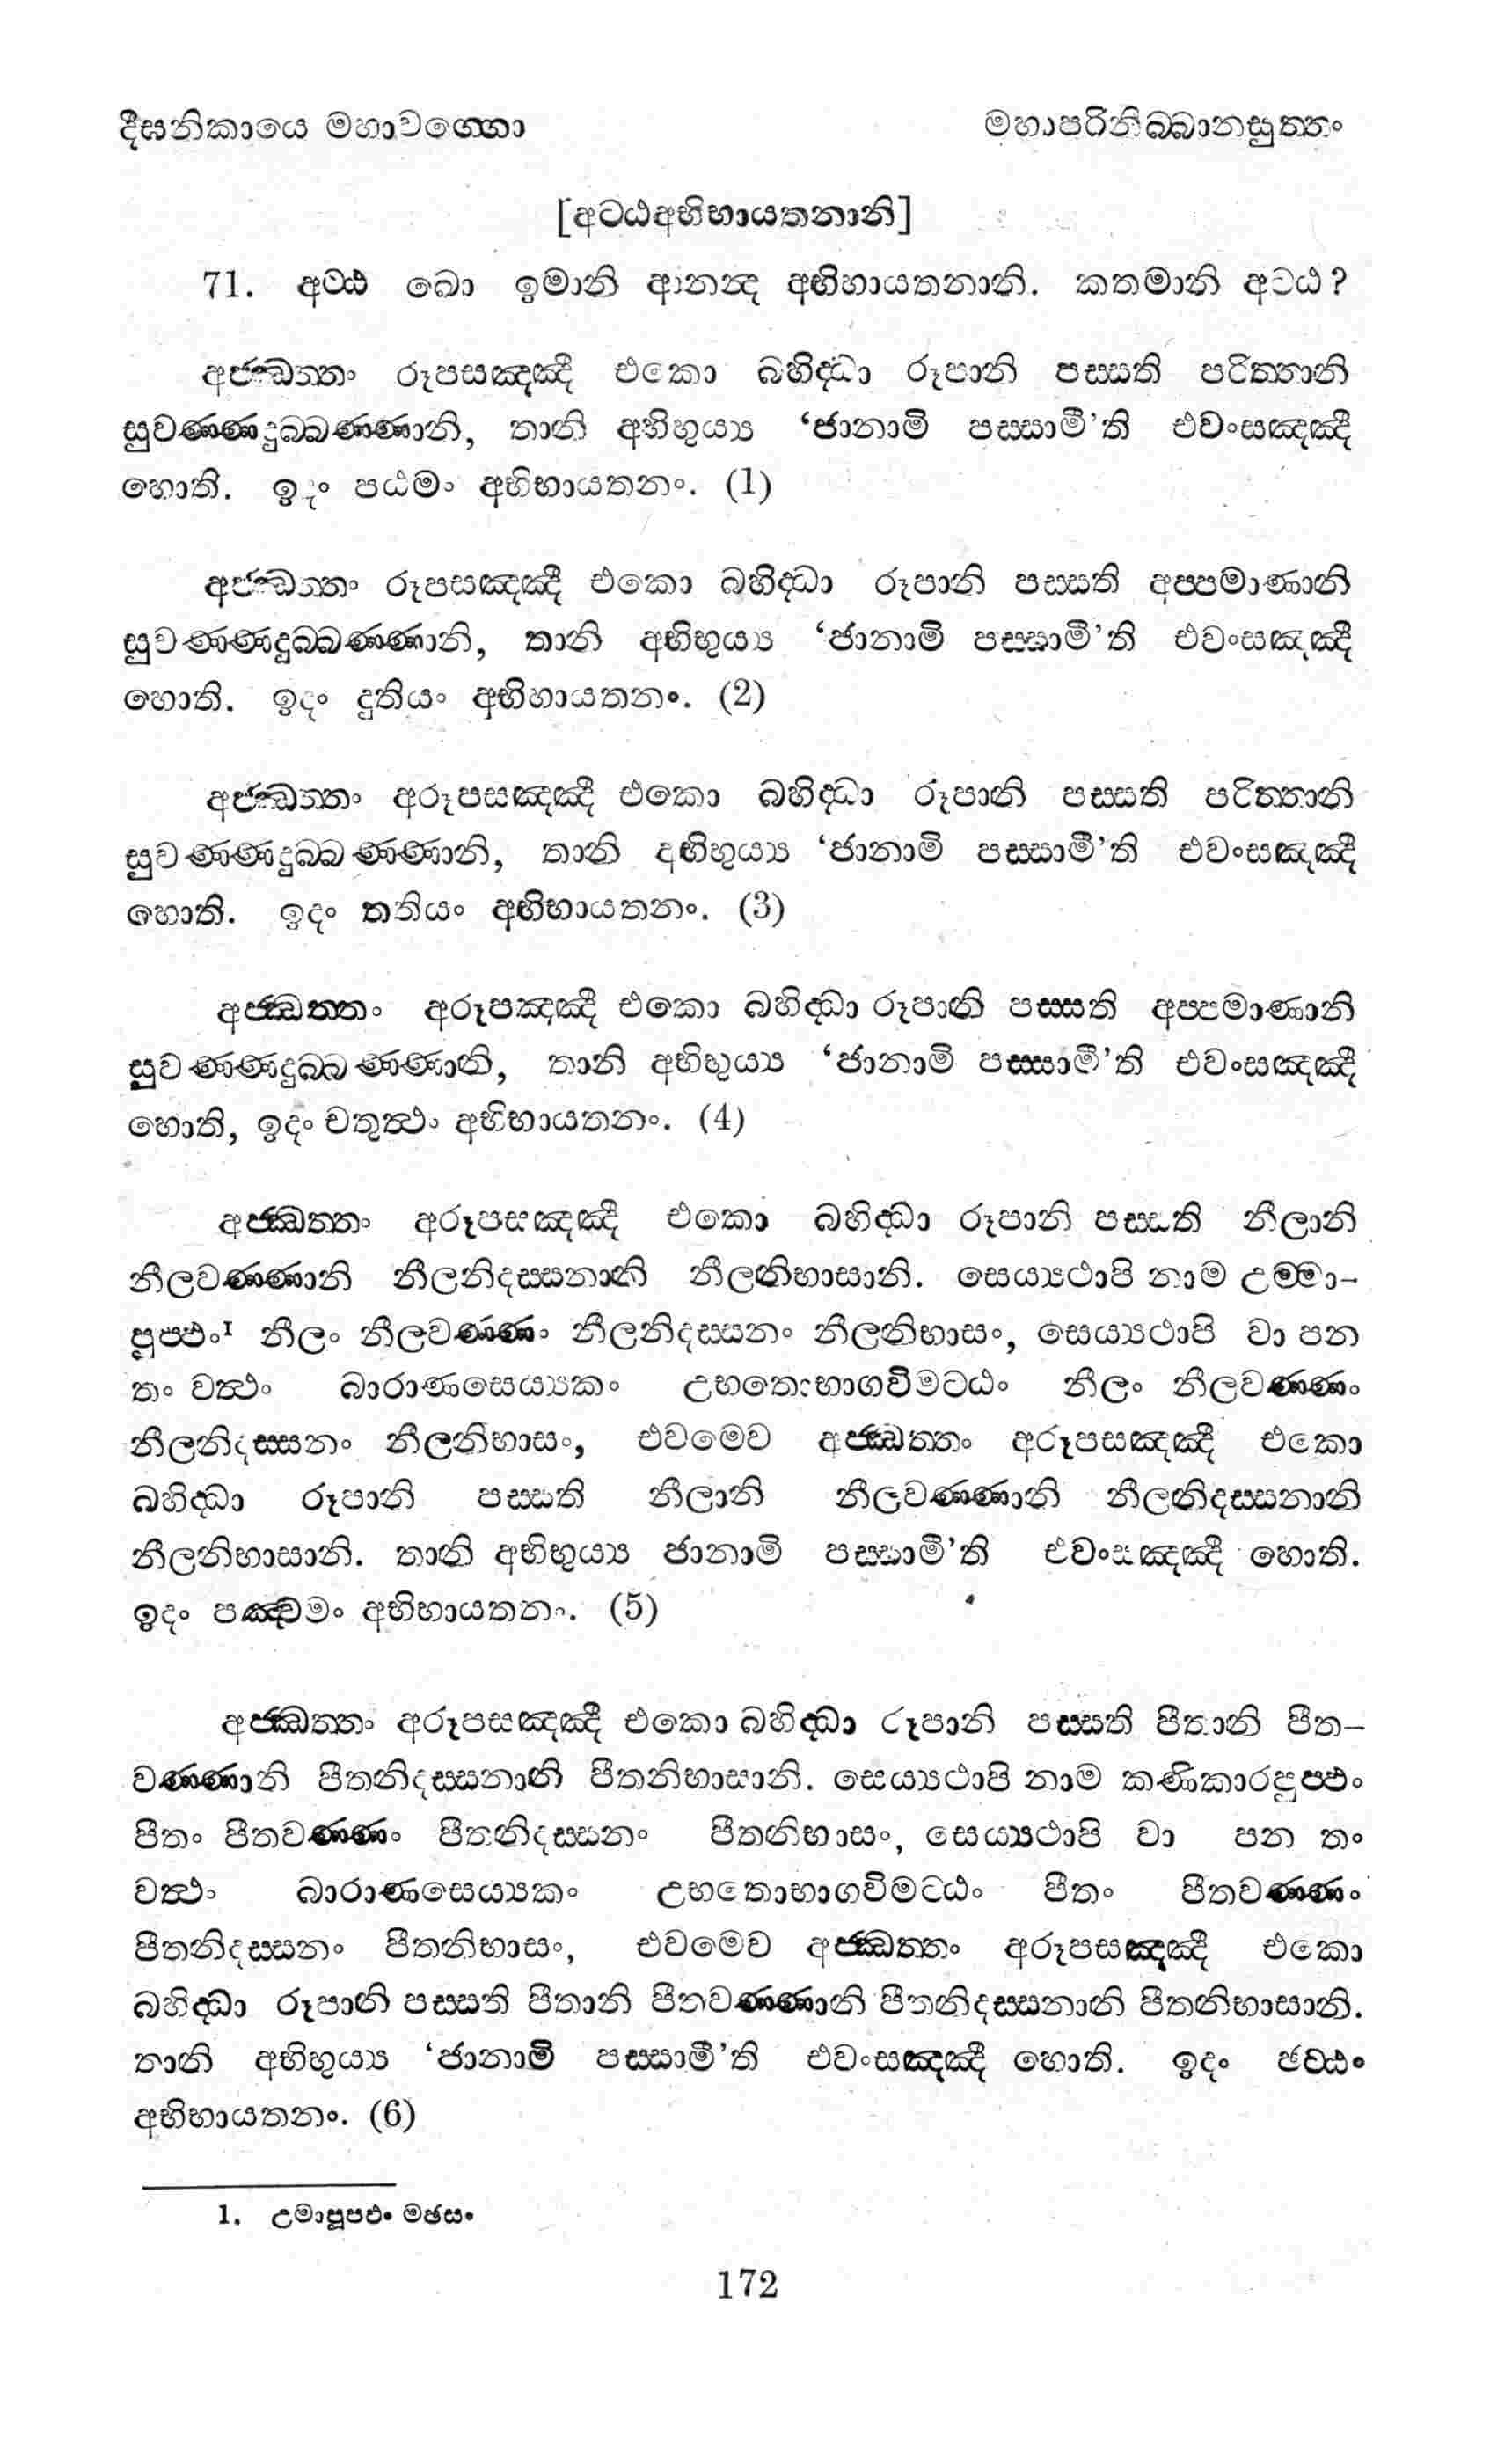 දීඝනිකායෙ මහාවග්ගො මහාපරිනිබ්බානසුත්තං
[අට්ඨඅභිභායතනානි]
71. අට්ඨ ඛො ඉමානි ආනන්ද අභිභායතනානි. කතමානි අට්ඨ?
අජ්ඣත්තං රූපසඤ්ඤී එකො බහිද්ධා රූපානි පස්සති පරිත්තානි
සුවණ්ණදුබ්බණ්ණානි, තානි අභිභුය්‍ය ‘ජානාමි පස්සාමී’ති එවංසඤ්ඤී
හොති. ඉදං පඨමං අභිභායතනං. (1)
අජ්ඣත්තං රූපසඤ්ඤී එකො බහිද්ධා රූපානි පස්සති අප්පමාණානි
සුවණ්ණදුබ්බණ්ණානි, තානි අභිභුය්‍ය ‘ජානාමි පස්සාමී’ති එවංසඤ්ඤී
හොති. ඉදං දුතියං අභිභායතනං. (2)
අජ්ඣත්තං අරූපසඤ්ඤී එකො බහිද්ධා රූපානි පස්සති පරිත්තානි
සුවණ්ණදුබ්බණ්ණානි, තානි අභිභුය්‍ය ‘ජානාමි පස්සාමී’ති එවංසඤ්ඤී
හොති. ඉදං තතියං අභිභායතනං. (3)
අජ්ඣත්තං අරූපඤ්ඤී එකො බහිද්ධා රූපානි පස්සති අප්පමාණානි
සුවණ්ණදුබ්බණ්ණානි, තානි අභිභුය්‍ය ‘ජානාමි පස්සාමී’ති එවංසඤ්ඤී
හොති, ඉදං චතුත්ථං අභිභායතනං. (4)
අජ්ඣත්තං අරූපසඤ්ඤී එකො බහිද්ධා රූපානි පස්සති නීලානි
නීලවණ්ණානි නීලනිදස්සනානි නීලනිභාසානි. සෙය්‍යථාපි නාම උම්මා-
පුප්ඵං¹ නීලං නීලවණ්ණං නීලනිදස්සනං නීලනිභාසං, සෙය්‍යථාපි වා පන
තං වත්ථං බාරාණසෙය්‍යකං උභතොභාගවිමට්ඨං නීලං නීලවණ්ණං
නීලනිදස්සනං නීලනිභාසං, එවමෙව අජ්ඣත්තං අරූපසඤ්ඤී එකො
බහිද්ධා රූපානි පස්සති නීලානි නීලවණ්ණානි නීලනිදස්සනානි
නීලනිභාසානි. තානි අභිභුය්‍ය ජානාමි පස්සාමි’ති එවංසඤ්ඤී හොති.
ඉදං පඤ්චමං අභිභායතනං. (5)
අජ්ඣත්තං අරූපසඤ්ඤී එකො බහිද්ධා රූපානි පස්සති පීතානි පීත-
වණ්ණානි පීතනිදස්සනානි පීතනිභාසානි. සෙය්‍යථාපි නාම කණිකාරපුප්ඵං
පීතං පීතවණ්ණං පීතනිදස්සනං පීතනිභාසං, සෙය්‍යථාපි වා පන තං
වත්ථං බාරාණසෙය්‍යකං උභතොභාගවිමට්ඨං පීතං පීතවණ්ණං
පීතනිදස්සනං පීතනිභාසං, එවමෙව අජ්ඣත්තං අරූපසඤ්ඤී එකො
බහිද්ධා රූපානි පස්සති පීතානි පීතවණ්ණානි පීතනිදස්සනානි පීතනිභාසානි.
තානි අභිභුය්‍ය ‘ජානාමි පස්සාමී’ති එවංසඤ්ඤී හොති. ඉදං ඡට්ඨං
අභිභායතනං. (6)
1. උමාපුප්ඵං මඡසං
172